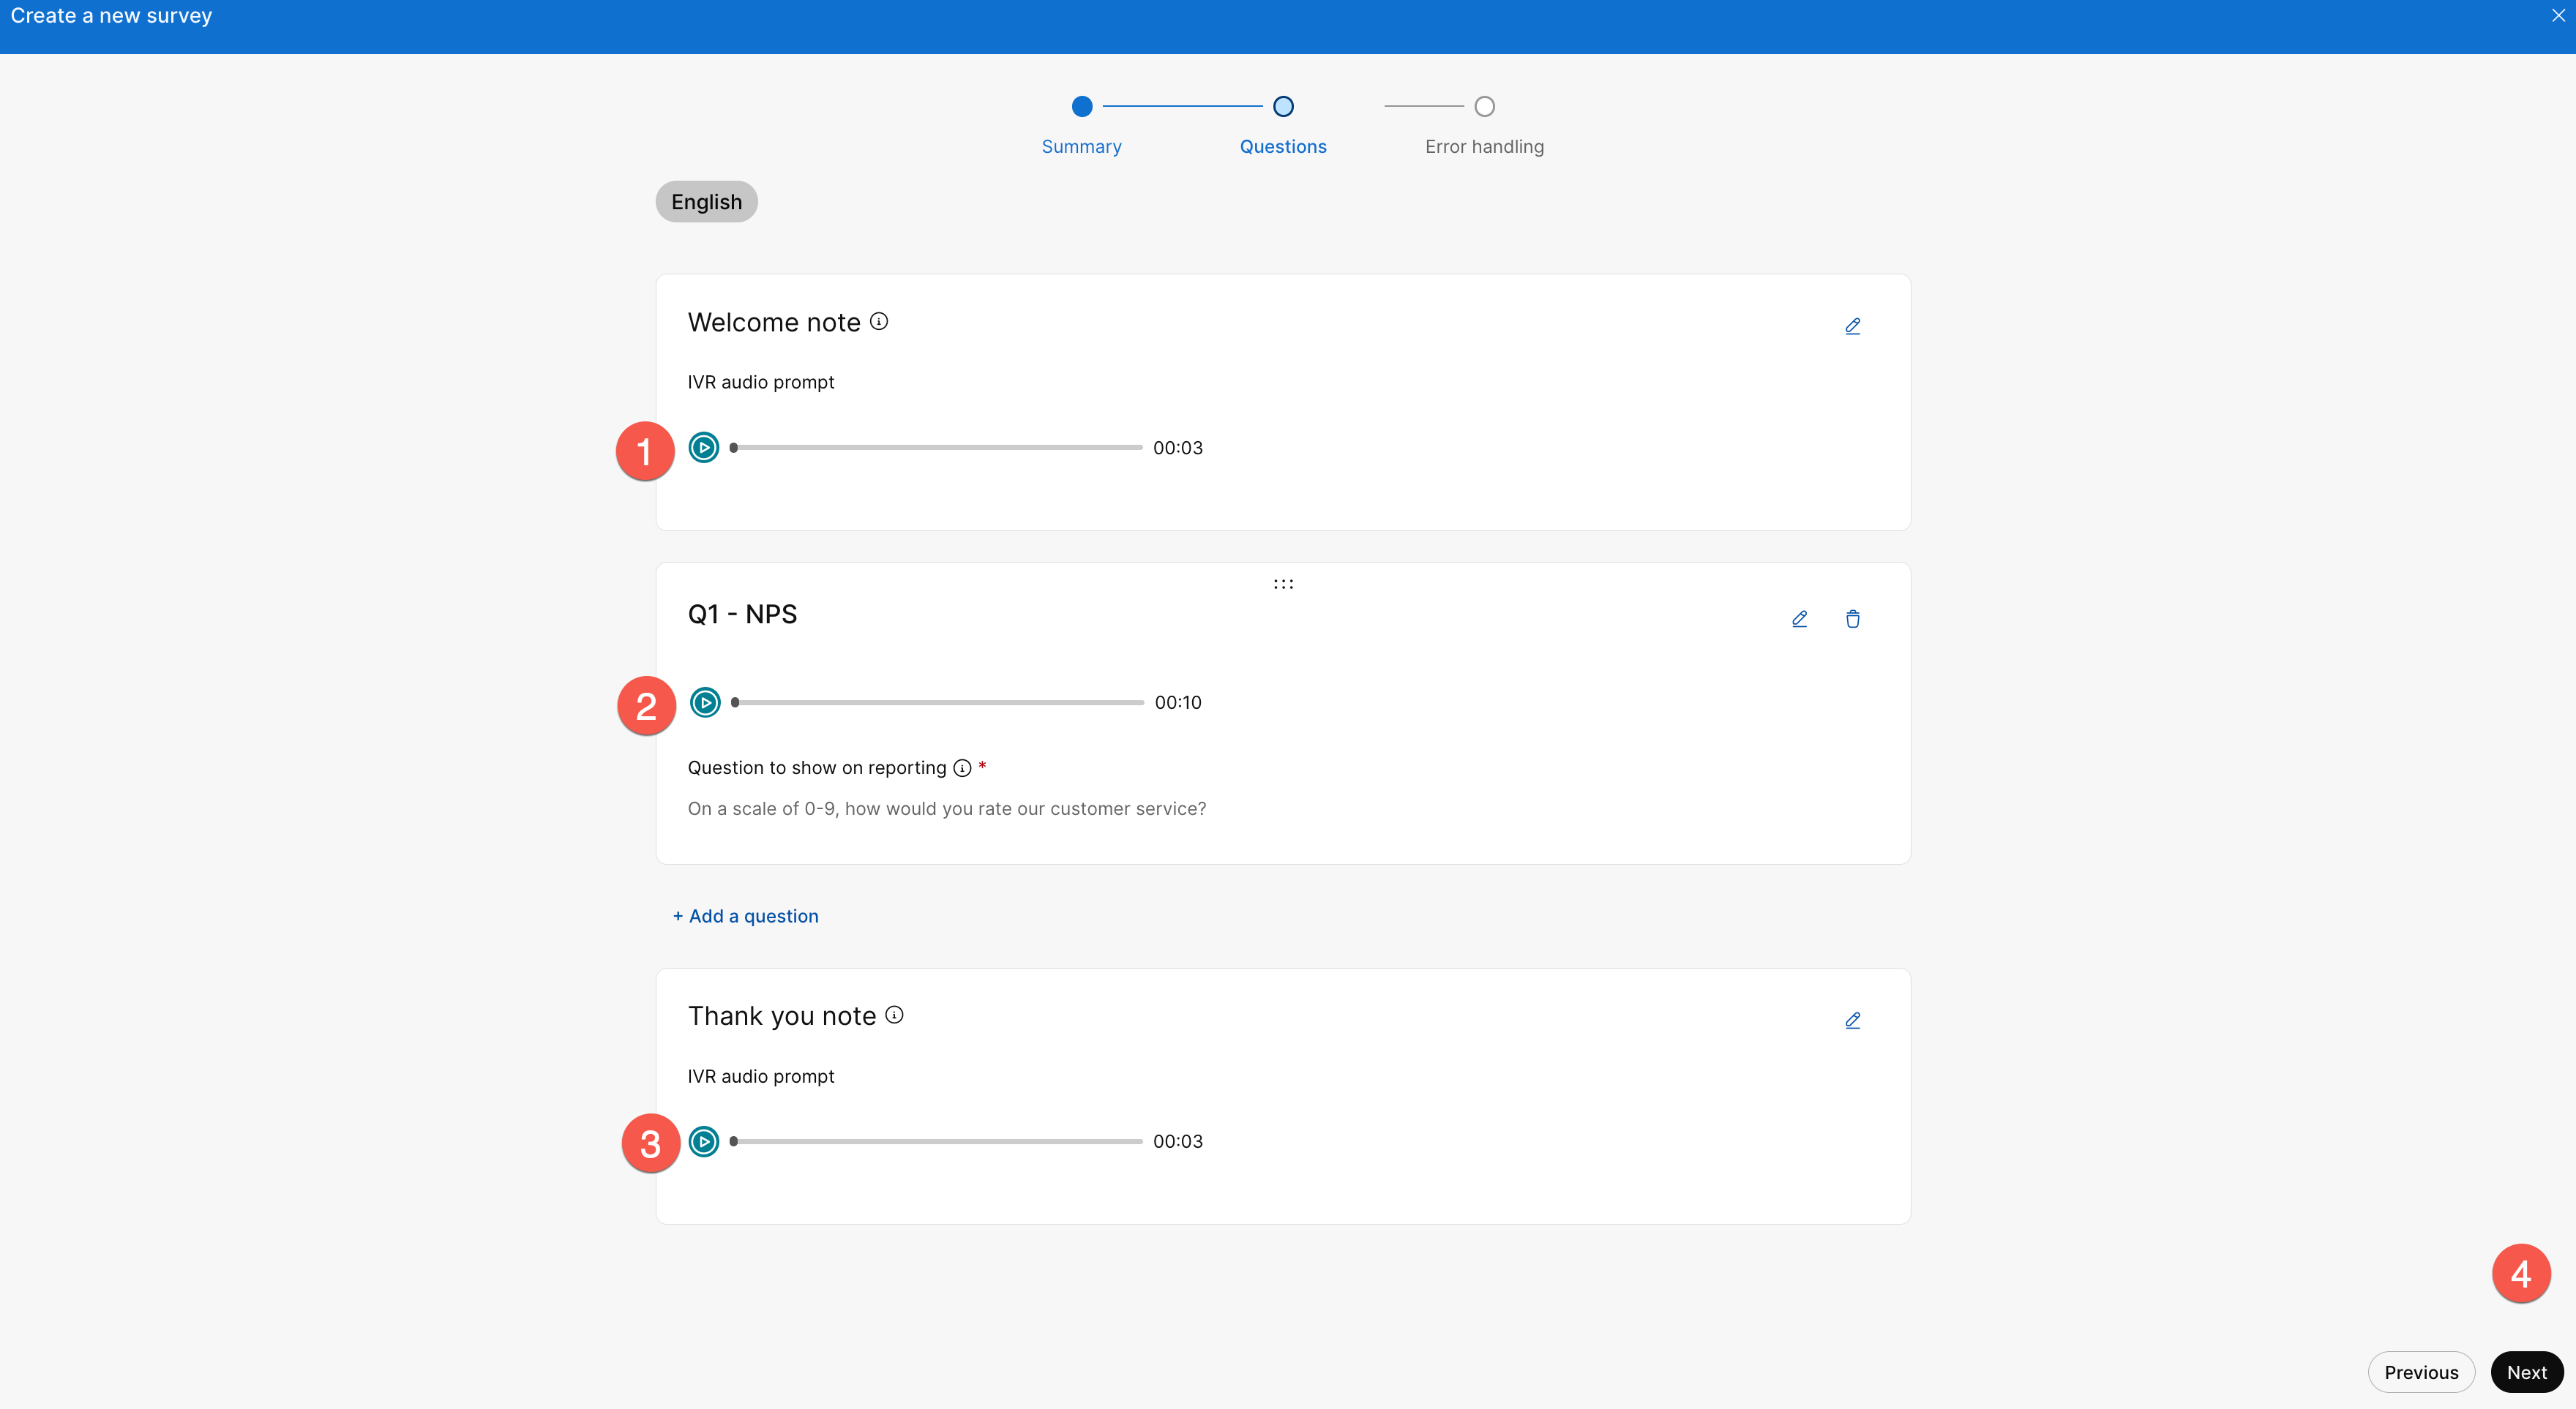 Create a new survey
Summary
Questions
Error handling
English
Welcome note
IVR audio prompt
1
00:03
Q1 - NPS
2
00:10
Question to show on reporting *
On a scale of 0-9, how would you rate our customer service?
+ Add a question
Thank you note
IVR audio prompt
3
00:03
4
Previous
Next